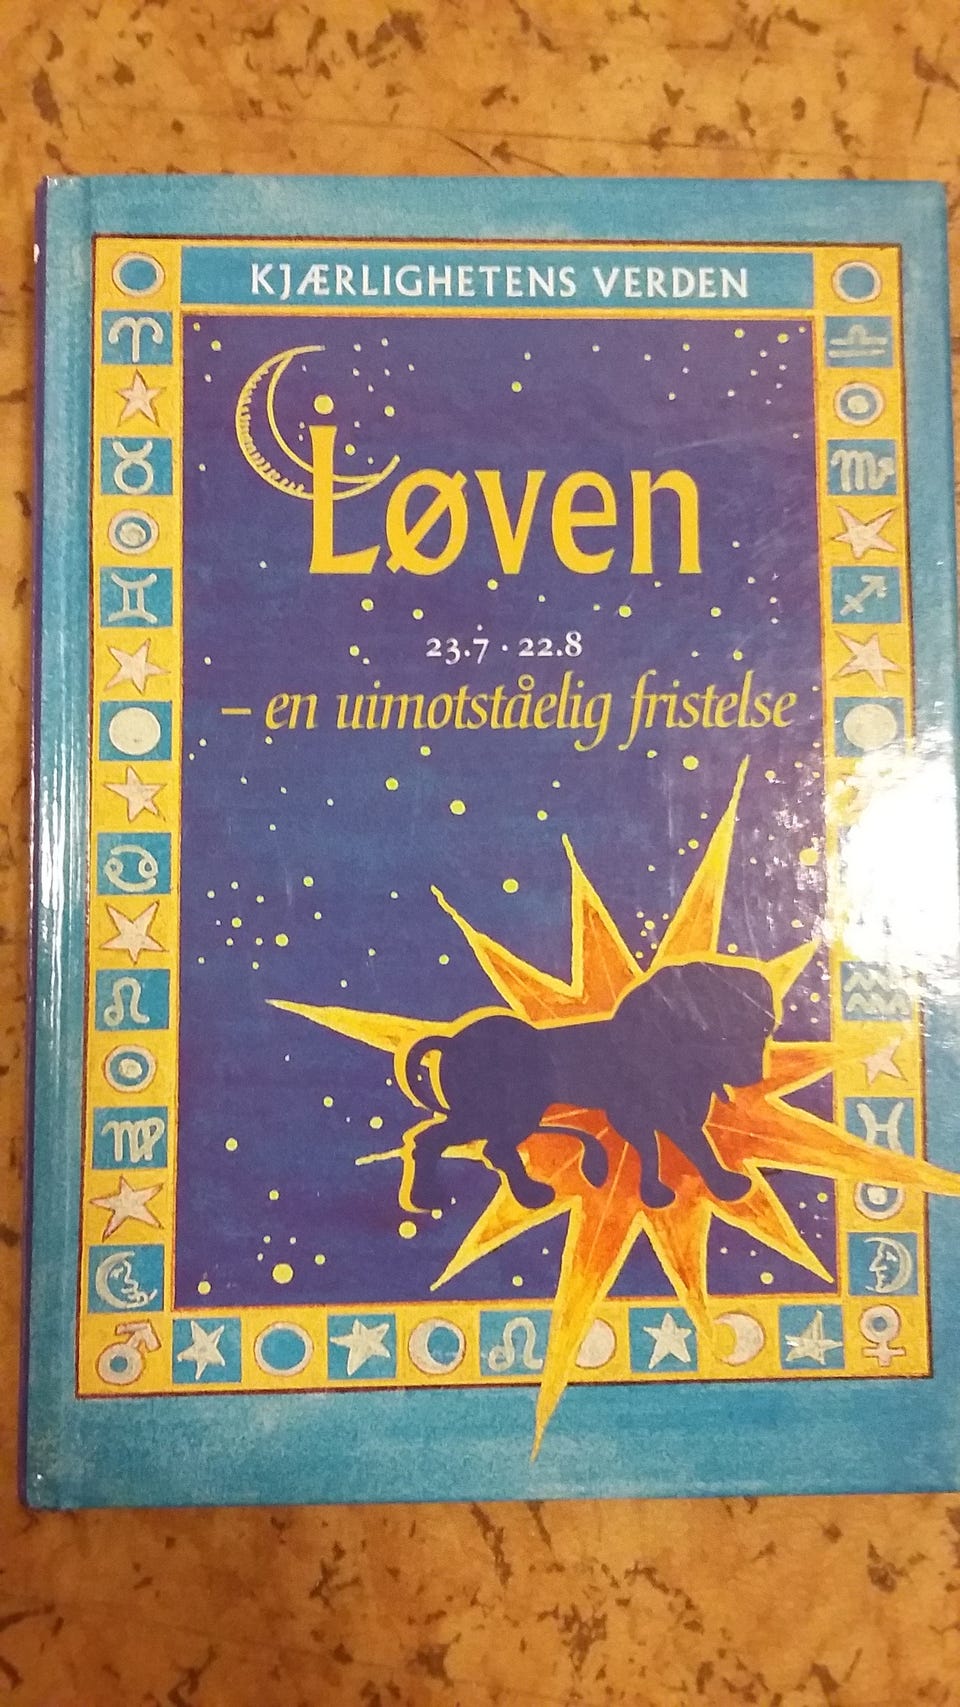 KJÆRLIGHETENS VERDEN
Løven
23.7 · 22.8
– en uimotståelig fristelse